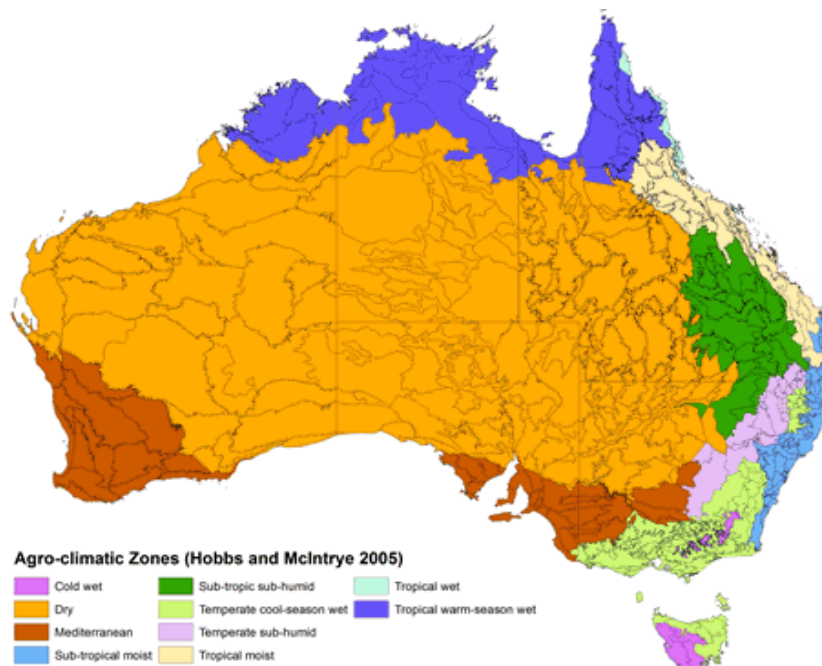 Agro-climatic Zones (Hobbs and McIntrye 2005)
Cold wet
Dry
Mediterranean
Sub-tropical moist
Sub-tropic sub-humid
Temperate cool-season wet
Temperate sub-humid
Tropical moist
Tropical wet
Tropical warm-season wet